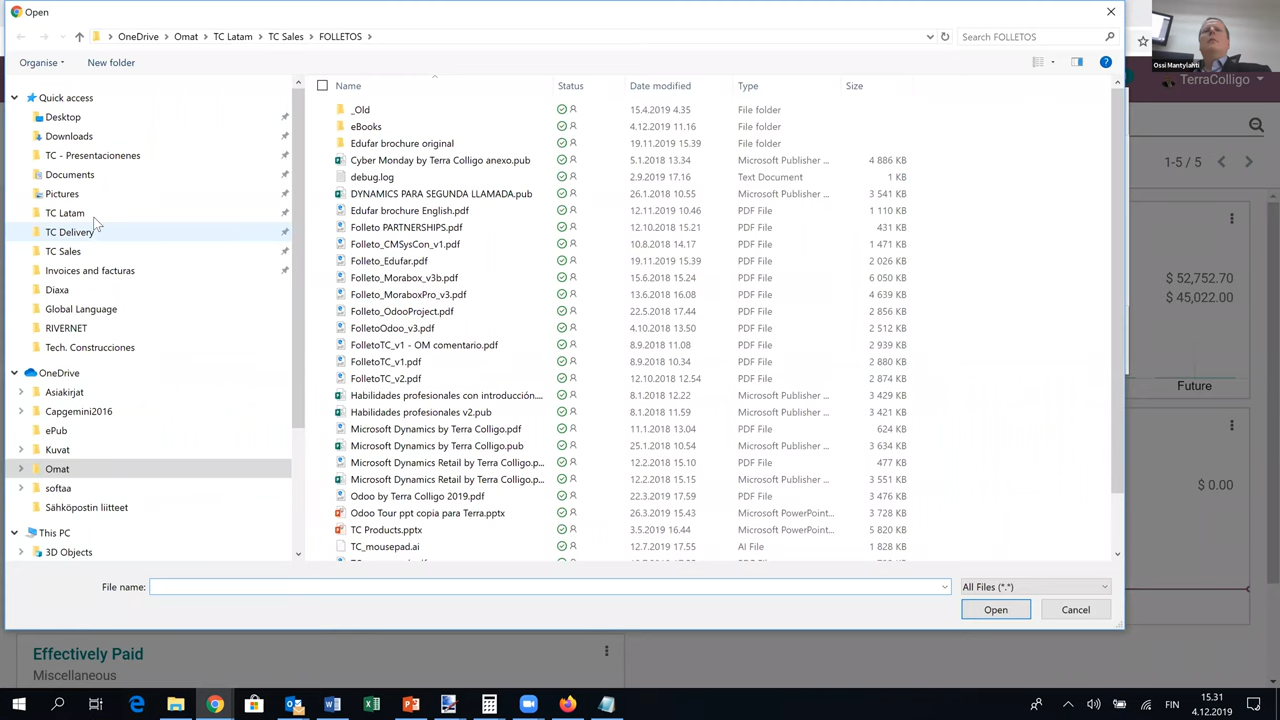 Open
OneDrive > Omat > TC Latam > TC Sales > FOLLETOS >
Search FOLLETOS
Ossi Mantylahti
TerraColligo
Organise
New folder
Name Status Date modified Type Size
Quick access
Desktop
Downloads
TC - Presentacionenes
Documents
Pictures
TC Latam
TC Delivery
TC Sales
Invoices and facturas
Diaxa
Global Language
RIVERNET
Tech. Construcciones
OneDrive
Asiakirjat
Capgemini2016
ePub
Kuvat
Omat
softaa
Sähköpostin liitteet
This PC
3D Objects
_Old 15.4.2019 4.35 File folder
eBooks 4.12.2019 11.16 File folder
Edufar brochure original 19.11.2019 15.39 File folder
Cyber Monday by Terra Colligo anexo.pub 5.1.2018 13.34 Microsoft Publisher ... 4 886 KB
debug.log 2.9.2019 17.16 Text Document 1 KB
DYNAMICS PARA SEGUNDA LLAMADA.pub 26.1.2018 10.55 Microsoft Publisher ... 3 541 KB
Edufar brochure English.pdf 12.11.2019 10.46 PDF File 1 110 KB
Folleto PARTNERSHIPS.pdf 12.10.2018 15.21 PDF File 431 KB
Folleto_CMSysCon_v1.pdf 10.8.2018 14.17 PDF File 1 471 KB
Folleto_Edufar.pdf 19.11.2019 15.39 PDF File 2 026 KB
Folleto_Morabox_v3b.pdf 15.6.2018 15.24 PDF File 6 050 KB
Folleto_MoraboxPro_v3.pdf 13.6.2018 16.08 PDF File 4 639 KB
Folleto_OdooProject.pdf 22.5.2018 17.44 PDF File 2 856 KB
FolletoOdoo_v3.pdf 4.10.2018 13.50 PDF File 2 512 KB
FolletoTC_v1 - OM comentario.pdf 8.9.2018 11.08 PDF File 2 939 KB
FolletoTC_v1.pdf 8.9.2018 10.34 PDF File 2 880 KB
FolletoTC_v2.pdf 12.10.2018 12.54 PDF File 2 874 KB
Habilidades profesionales con introducción.... 8.1.2018 12.22 Microsoft Publisher ... 3 429 KB
Habilidades profesionales v2.pub 8.1.2018 11.59 Microsoft Publisher ... 3 421 KB
Microsoft Dynamics by Terra Colligo.pdf 11.1.2018 13.04 PDF File 624 KB
Microsoft Dynamics by Terra Colligo.pub 25.1.2018 10.54 Microsoft Publisher ... 3 634 KB
Microsoft Dynamics Retail by Terra Colligo.p... 12.2.2018 15.10 PDF File 477 KB
Microsoft Dynamics Retail by Terra Colligo.p... 12.2.2018 15.15 Microsoft Publisher ... 3 551 KB
Odoo by Terra Colligo 2019.pdf 22.3.2019 17.59 PDF File 3 476 KB
Odoo Tour ppt copia para Terra.pptx 26.3.2019 15.43 Microsoft PowerPoint... 3 728 KB
TC Products.pptx 3.5.2019 16.44 Microsoft PowerPoint... 5 820 KB
TC_mousepad.ai 12.7.2019 17.55 AI File 1 828 KB
File name:
All Files (*.*)
Open
Cancel
1-5 / 5
$ 52,752.70
$ 45,022.00
Future
$ 0.00
Effectively Paid
Miscellaneous
FIN
15.31
4.12.2019